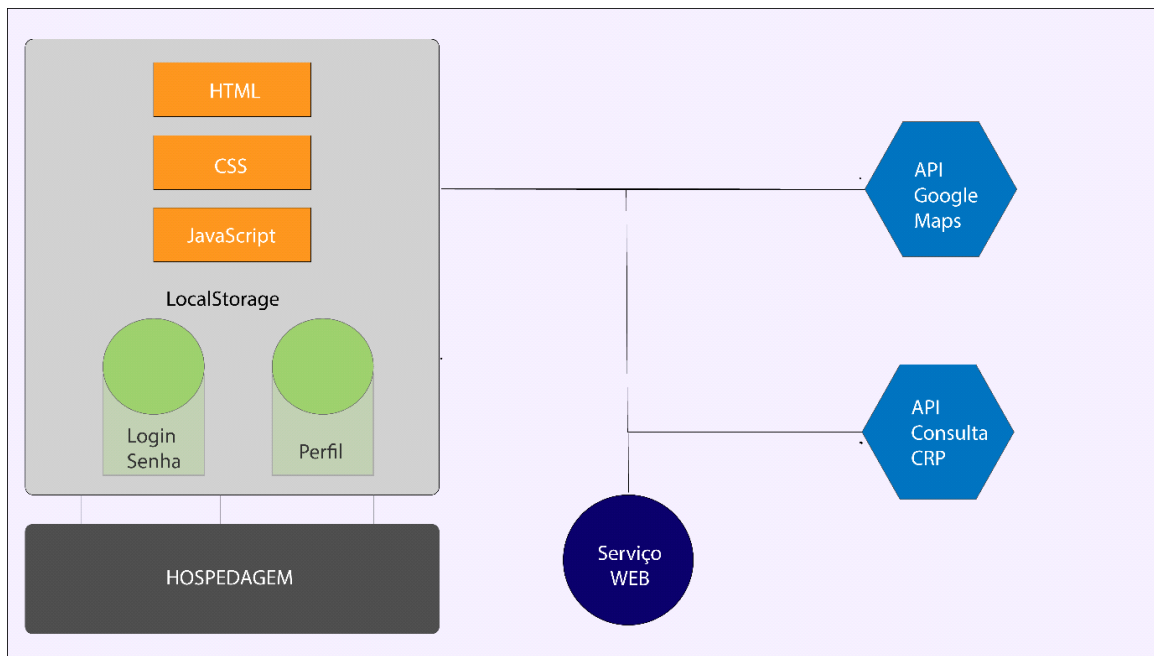 HTML
CSS
JavaScript
LocalStorage
Login
Senha
Perfil
HOSPEDAGEM
API
Google
Maps
API
Consulta
CRP
Serviço
WEB